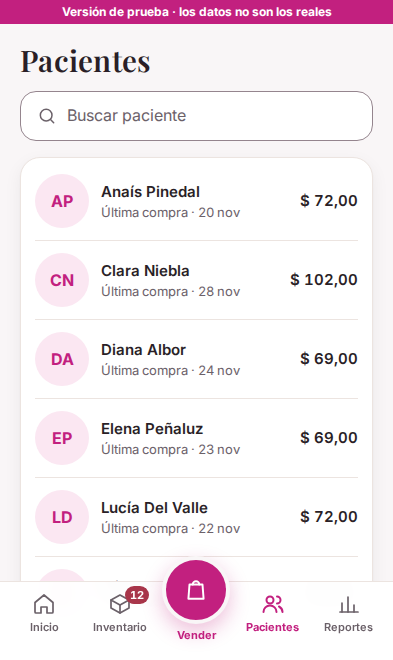 Versión de prueba · los datos no son los reales
Pacientes
Buscar paciente
AP
Anaís Pinedal
Última compra · 20 nov
$ 72,00
CN
Clara Niebla
Última compra · 28 nov
$ 102,00
DA
Diana Albor
Última compra · 24 nov
$ 69,00
EP
Elena Peñaluz
Última compra · 23 nov
$ 69,00
LD
Lucía Del Valle
Última compra · 22 nov
$ 72,00
12
Inicio
Inventario
Vender
Pacientes
Reportes